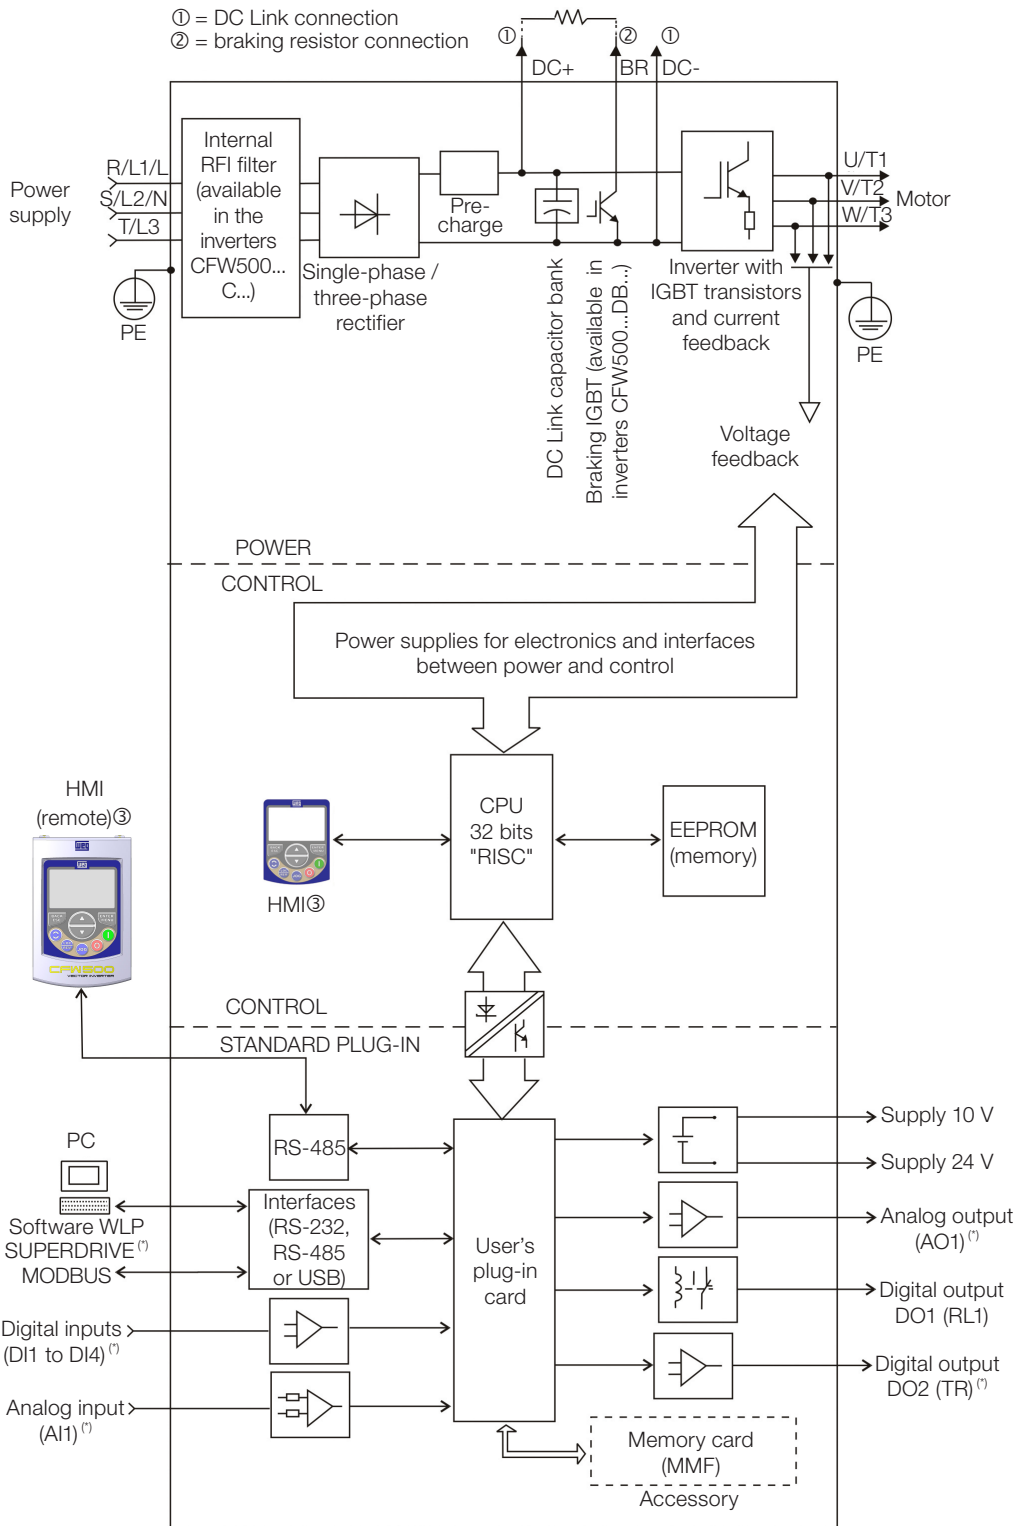 ① = DC Link connection
② = braking resistor connection
①
②
①
DC+
BR
DC-
Power
supply
R/L1/L
S/L2/N
T/L3
PE
Internal
RFI filter
(available
in the
inverters
CFW500...
C...)
Single-phase /
three-phase
rectifier
Pre-
charge
DC Link capacitor bank
Braking IGBT (available in
inverters CFW500...DB...)
Inverter with
IGBT transistors
and current
feedback
U/T1
V/T2
W/T3
Motor
PE
Voltage
feedback
POWER
CONTROL
Power supplies for electronics and interfaces
between power and control
HMI
(remote)③
CFW500
VECTOR INVERTER
HMI③
CPU
32 bits
"RISC"
EEPROM
(memory)
CONTROL
STANDARD PLUG-IN
RS-485
PC
Software WLP
SUPERDRIVE (*)
MODBUS
Interfaces
(RS-232,
RS-485
or USB)
Digital inputs
(DI1 to DI4) (*)
Analog input
(AI1) (*)
User's
plug-in
card
Supply 10 V
Supply 24 V
Analog output
(AO1) (*)
Digital output
DO1 (RL1)
Digital output
DO2 (TR) (*)
Memory card
(MMF)
Accessory